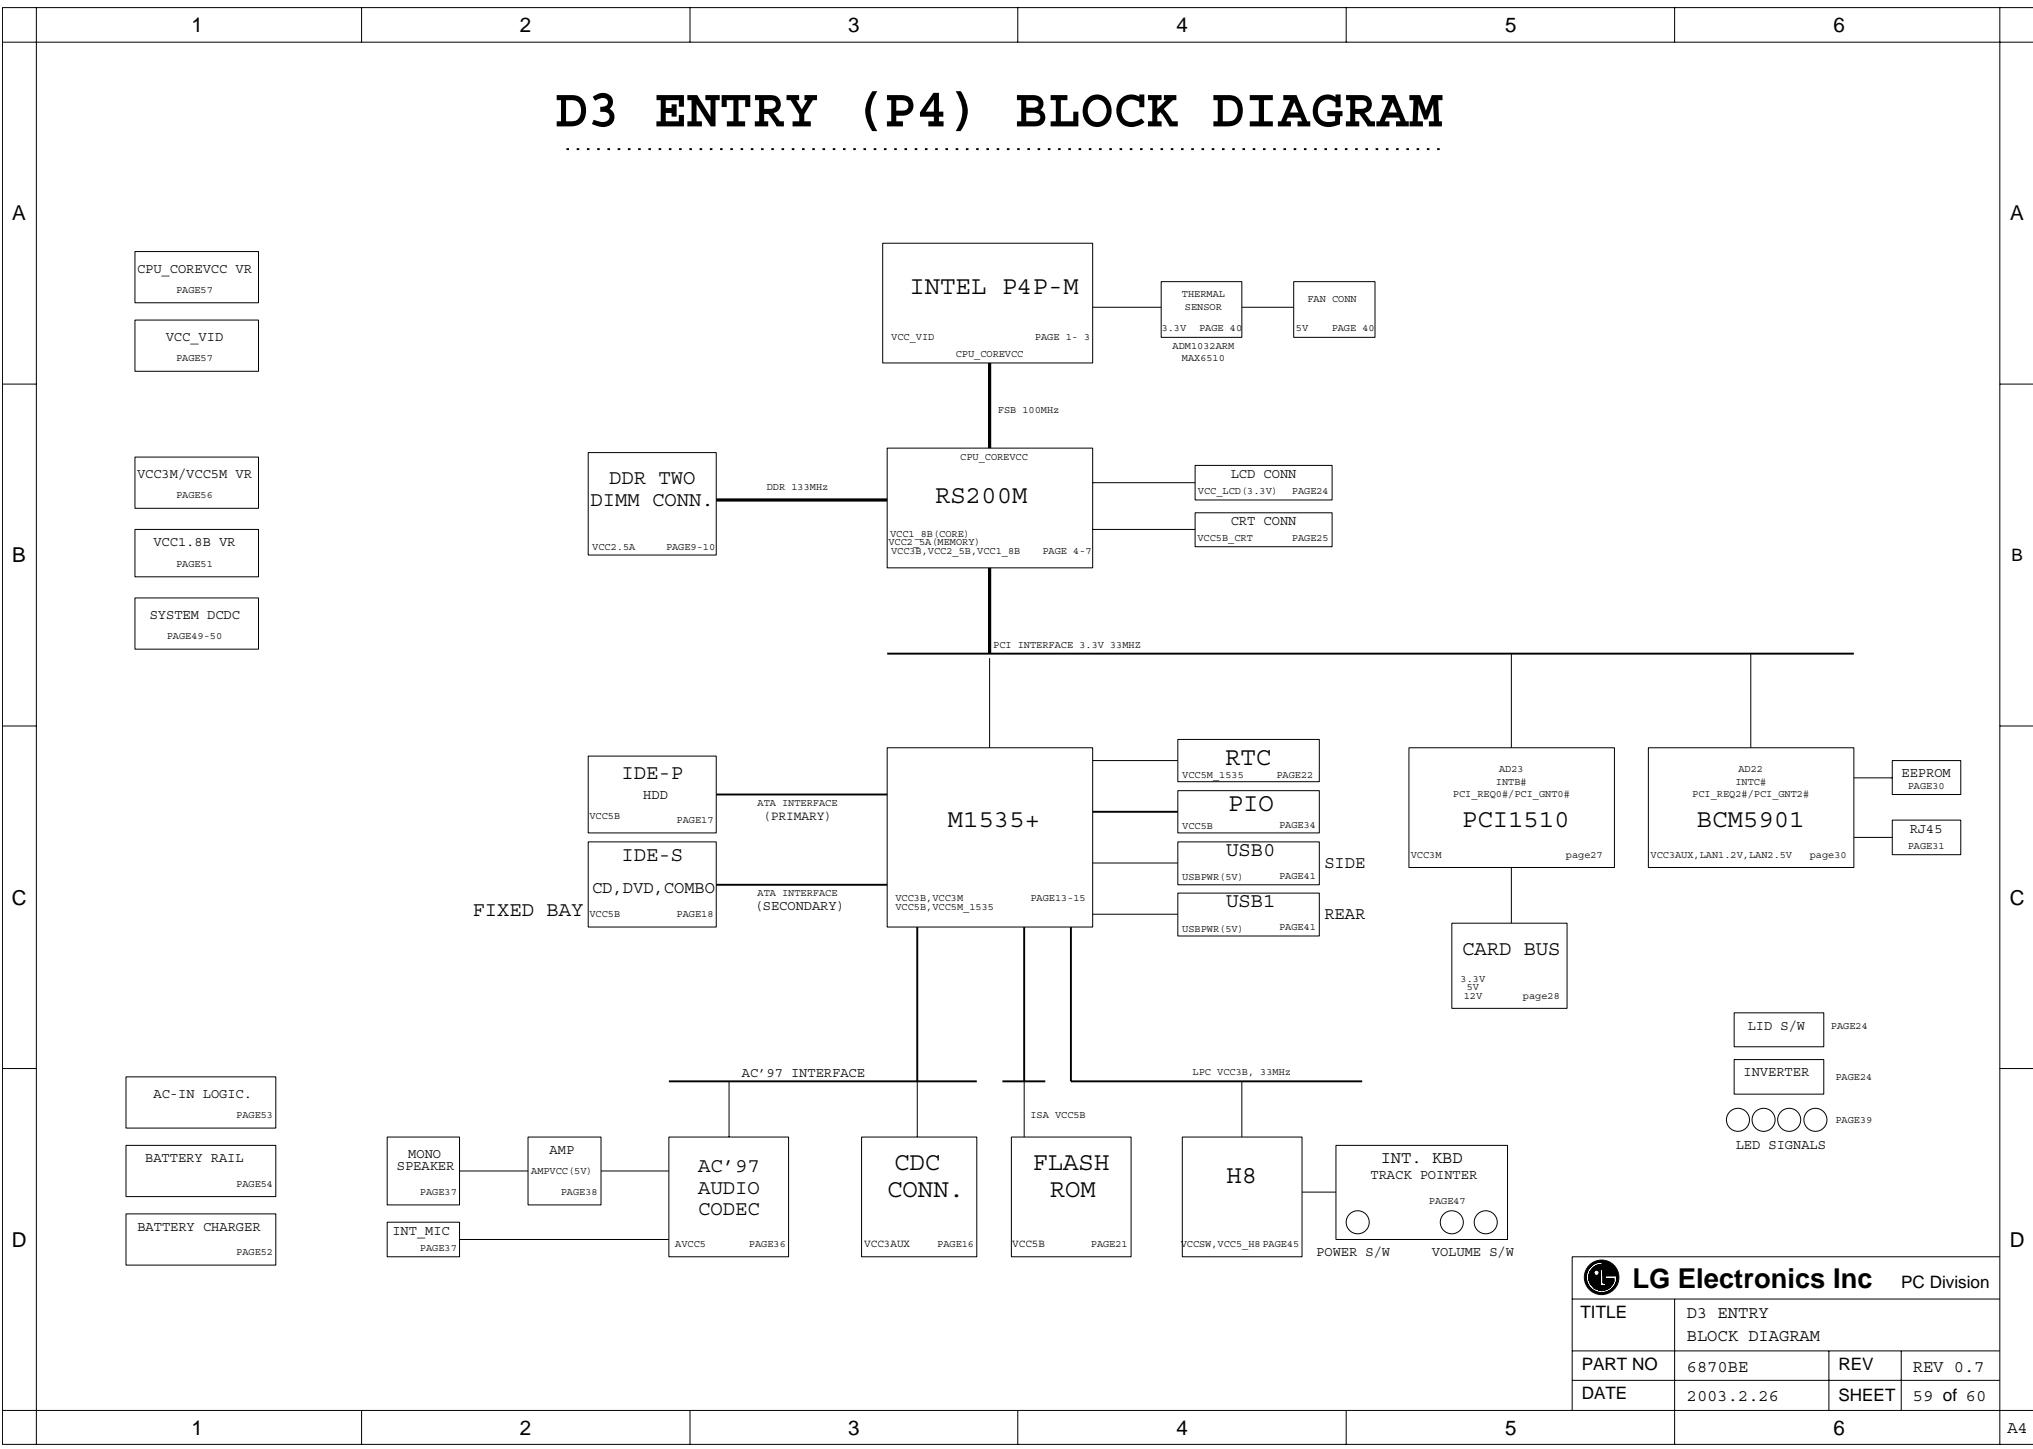 1 2 3 4 5 6
D3 ENTRY (P4) BLOCK DIAGRAM
A A
CPU_COREVCC VR
PAGE57
VCC_VID
PAGE57
INTEL P4P-M
VCC_VID PAGE 1- 3
CPU_COREVCC
THERMAL
SENSOR
3.3V PAGE 40
ADM1032ARM
MAX6510
FAN CONN
5V PAGE 40
FSB 100MHz
B B
VCC3M/VCC5M VR
PAGE56
VCC1.8B VR
PAGE51
SYSTEM DCDC
PAGE49-50
DDR TWO
DIMM CONN.
VCC2.5A PAGE9-10
DDR 133MHz
CPU_COREVCC
RS200M
VCC1_8B(CORE)
VCC2_5A(MEMORY)
VCC3B,VCC2_5B,VCC1_8B PAGE 4-7
LCD CONN
VCC_LCD(3.3V) PAGE24
CRT CONN
VCC5B_CRT PAGE25
PCI INTERFACE 3.3V 33MHZ
C C
IDE-P
HDD
VCC5B PAGE17
ATA INTERFACE
(PRIMARY)
IDE-S
CD,DVD,COMBO
VCC5B PAGE18
FIXED BAY
ATA INTERFACE
(SECONDARY)
M1535+
VCC3B,VCC3M
VCC5B,VCC5M_1535
PAGE13-15
RTC
VCC5M_1535 PAGE22
PIO
VCC5B PAGE34
USB0
USBPWR(5V) PAGE41
SIDE
USB1
USBPWR(5V) PAGE41
REAR
AD23
INTB#
PCI_REQ0#/PCI_GNT0#
PCI1510
VCC3M page27
CARD BUS
3.3V
5V
12V page28
AD22
INTC#
PCI_REQ2#/PCI_GNT2#
BCM5901
VCC3AUX,LAN1.2V,LAN2.5V page30
EEPROM
PAGE30
RJ45
PAGE31
LID S/W PAGE24
INVERTER PAGE24
PAGE39
LED SIGNALS
D D
AC-IN LOGIC.
PAGE53
BATTERY RAIL
PAGE54
BATTERY CHARGER
PAGE52
AC'97 INTERFACE
ISA VCC5B
LPC VCC3B, 33MHz
MONO
SPEAKER
PAGE37
AMP
AMPVCC(5V)
PAGE38
INT_MIC
PAGE37
AC'97
AUDIO
CODEC
AVCC5 PAGE36
CDC
CONN.
VCC3AUX PAGE16
FLASH
ROM
VCC5B PAGE21
H8
VCCSW,VCC5_H8 PAGE45
INT. KBD
TRACK POINTER
PAGE47
POWER S/W VOLUME S/W
LG Electronics Inc PC Division
TITLE D3 ENTRY
BLOCK DIAGRAM
PART NO 6870BE REV REV 0.7
DATE 2003.2.26 SHEET 59 of 60
1 2 3 4 5 6 A4